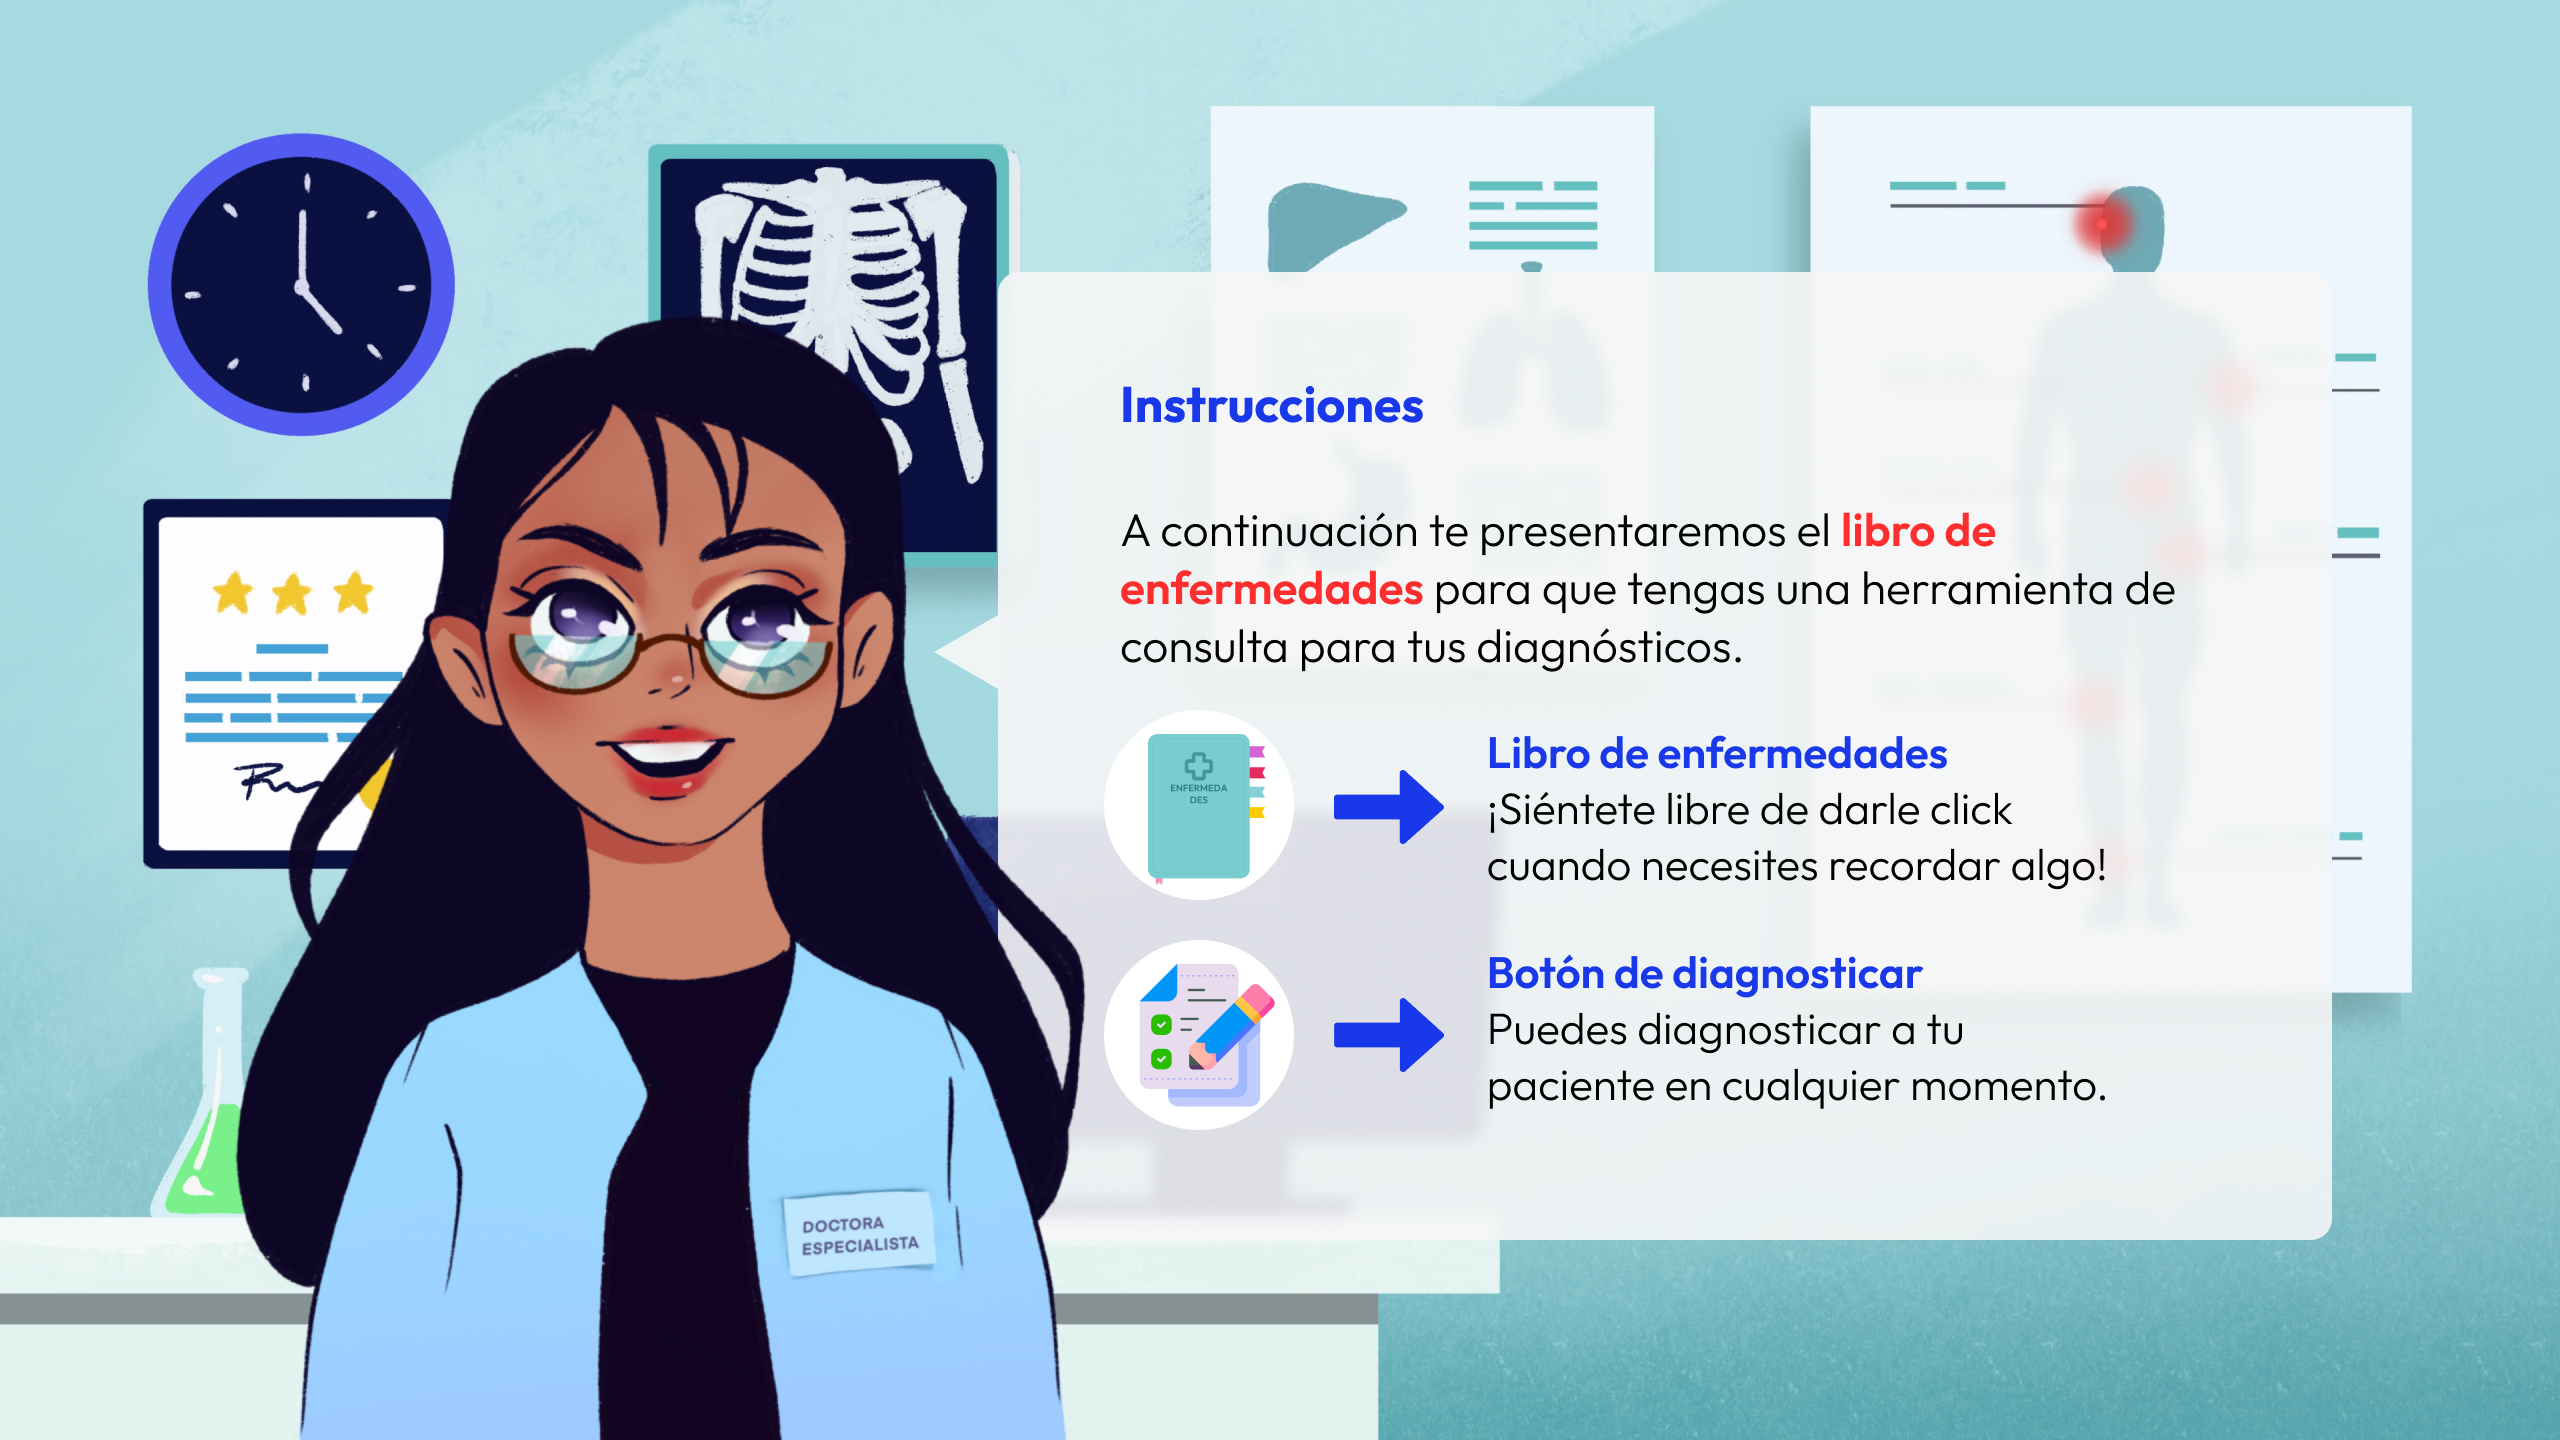 Instrucciones
A continuación te presentaremos el libro de
enfermedades para que tengas una herramienta de
consulta para tus diagnósticos.
ENFERMEDA
DES
Libro de enfermedades
¡Siéntete libre de darle click
cuando necesites recordar algo!
Botón de diagnosticar
Puedes diagnosticar a tu
paciente en cualquier momento.
DOCTORA
ESPECIALISTA